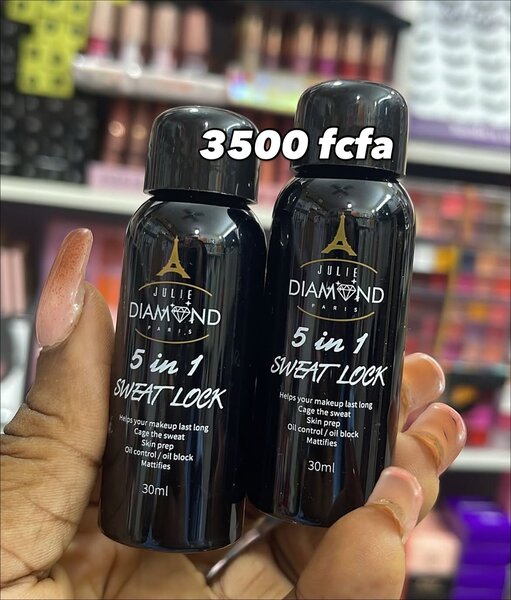 3500 fcfa
JULIE
DIAMOND
PARIS
5 in 1
SWEAT LOCK
Helps your makeup last long
Cage the sweat
Skin prep
Oil control / oil block
Mattifies
30ml
JULIE
DIAMOND
PARIS
5 in 1
SWEAT LOCK
Helps your makeup last long
Cage the sweat
Skin prep
Oil control / oil block
Mattifies
30ml